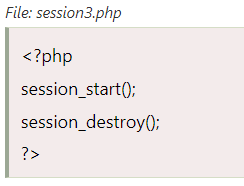 File: session3.php
<?php
session_start();
session_destroy();
?>